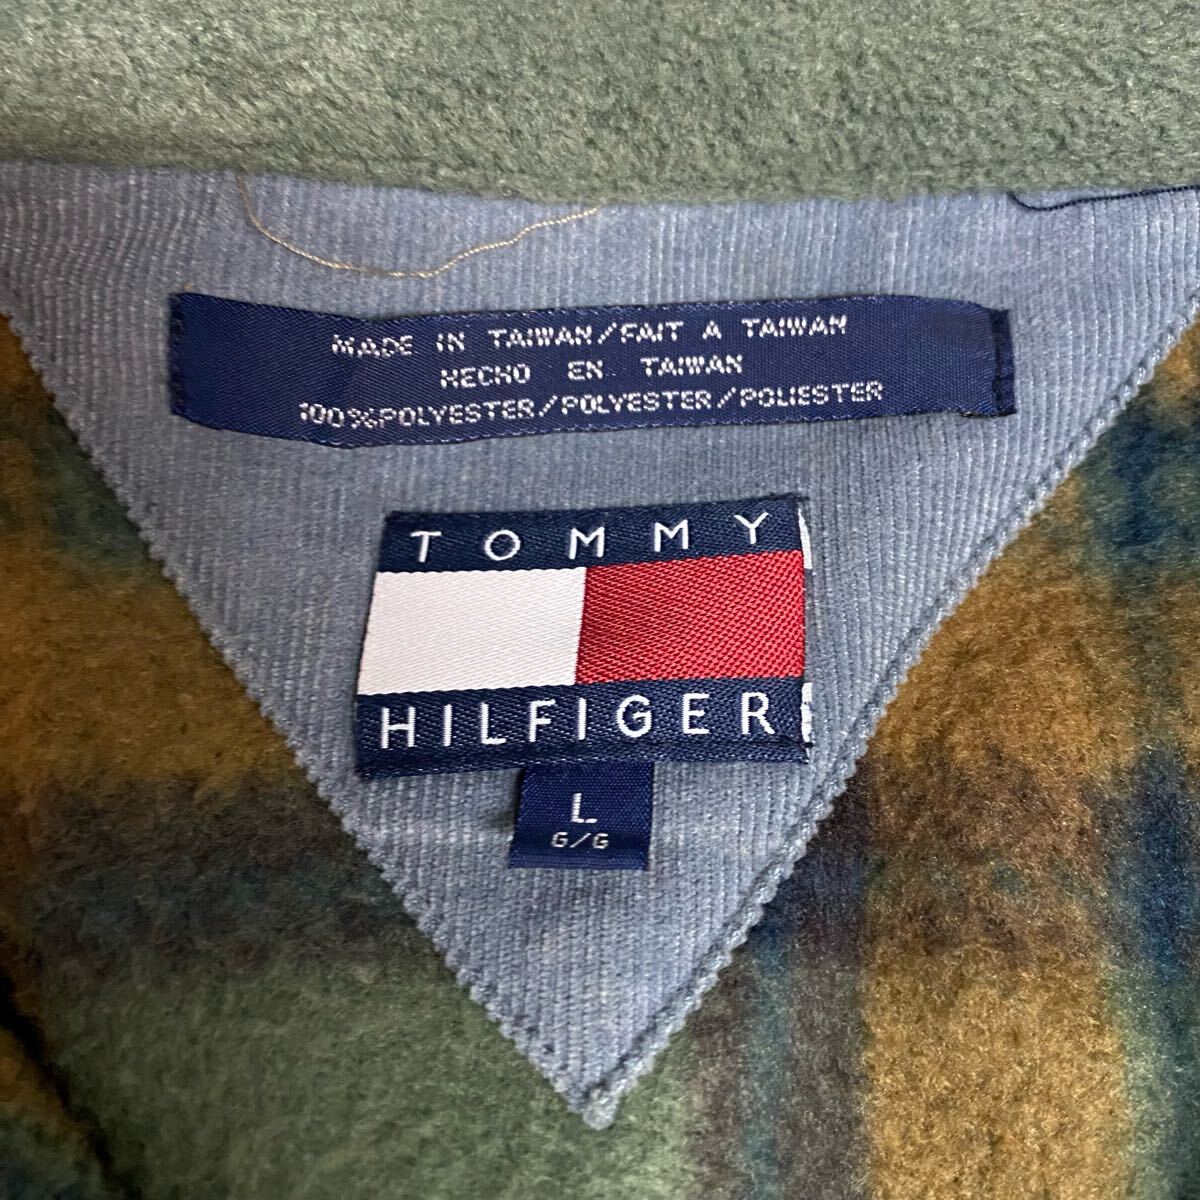 MADE IN TAIWAN/FAIT A TAIWAN
HECHO EN TAIWAN
100%POLYESTER/POLYESTER/POLIESTER
TOMMY
HILFIGER
L
G/G